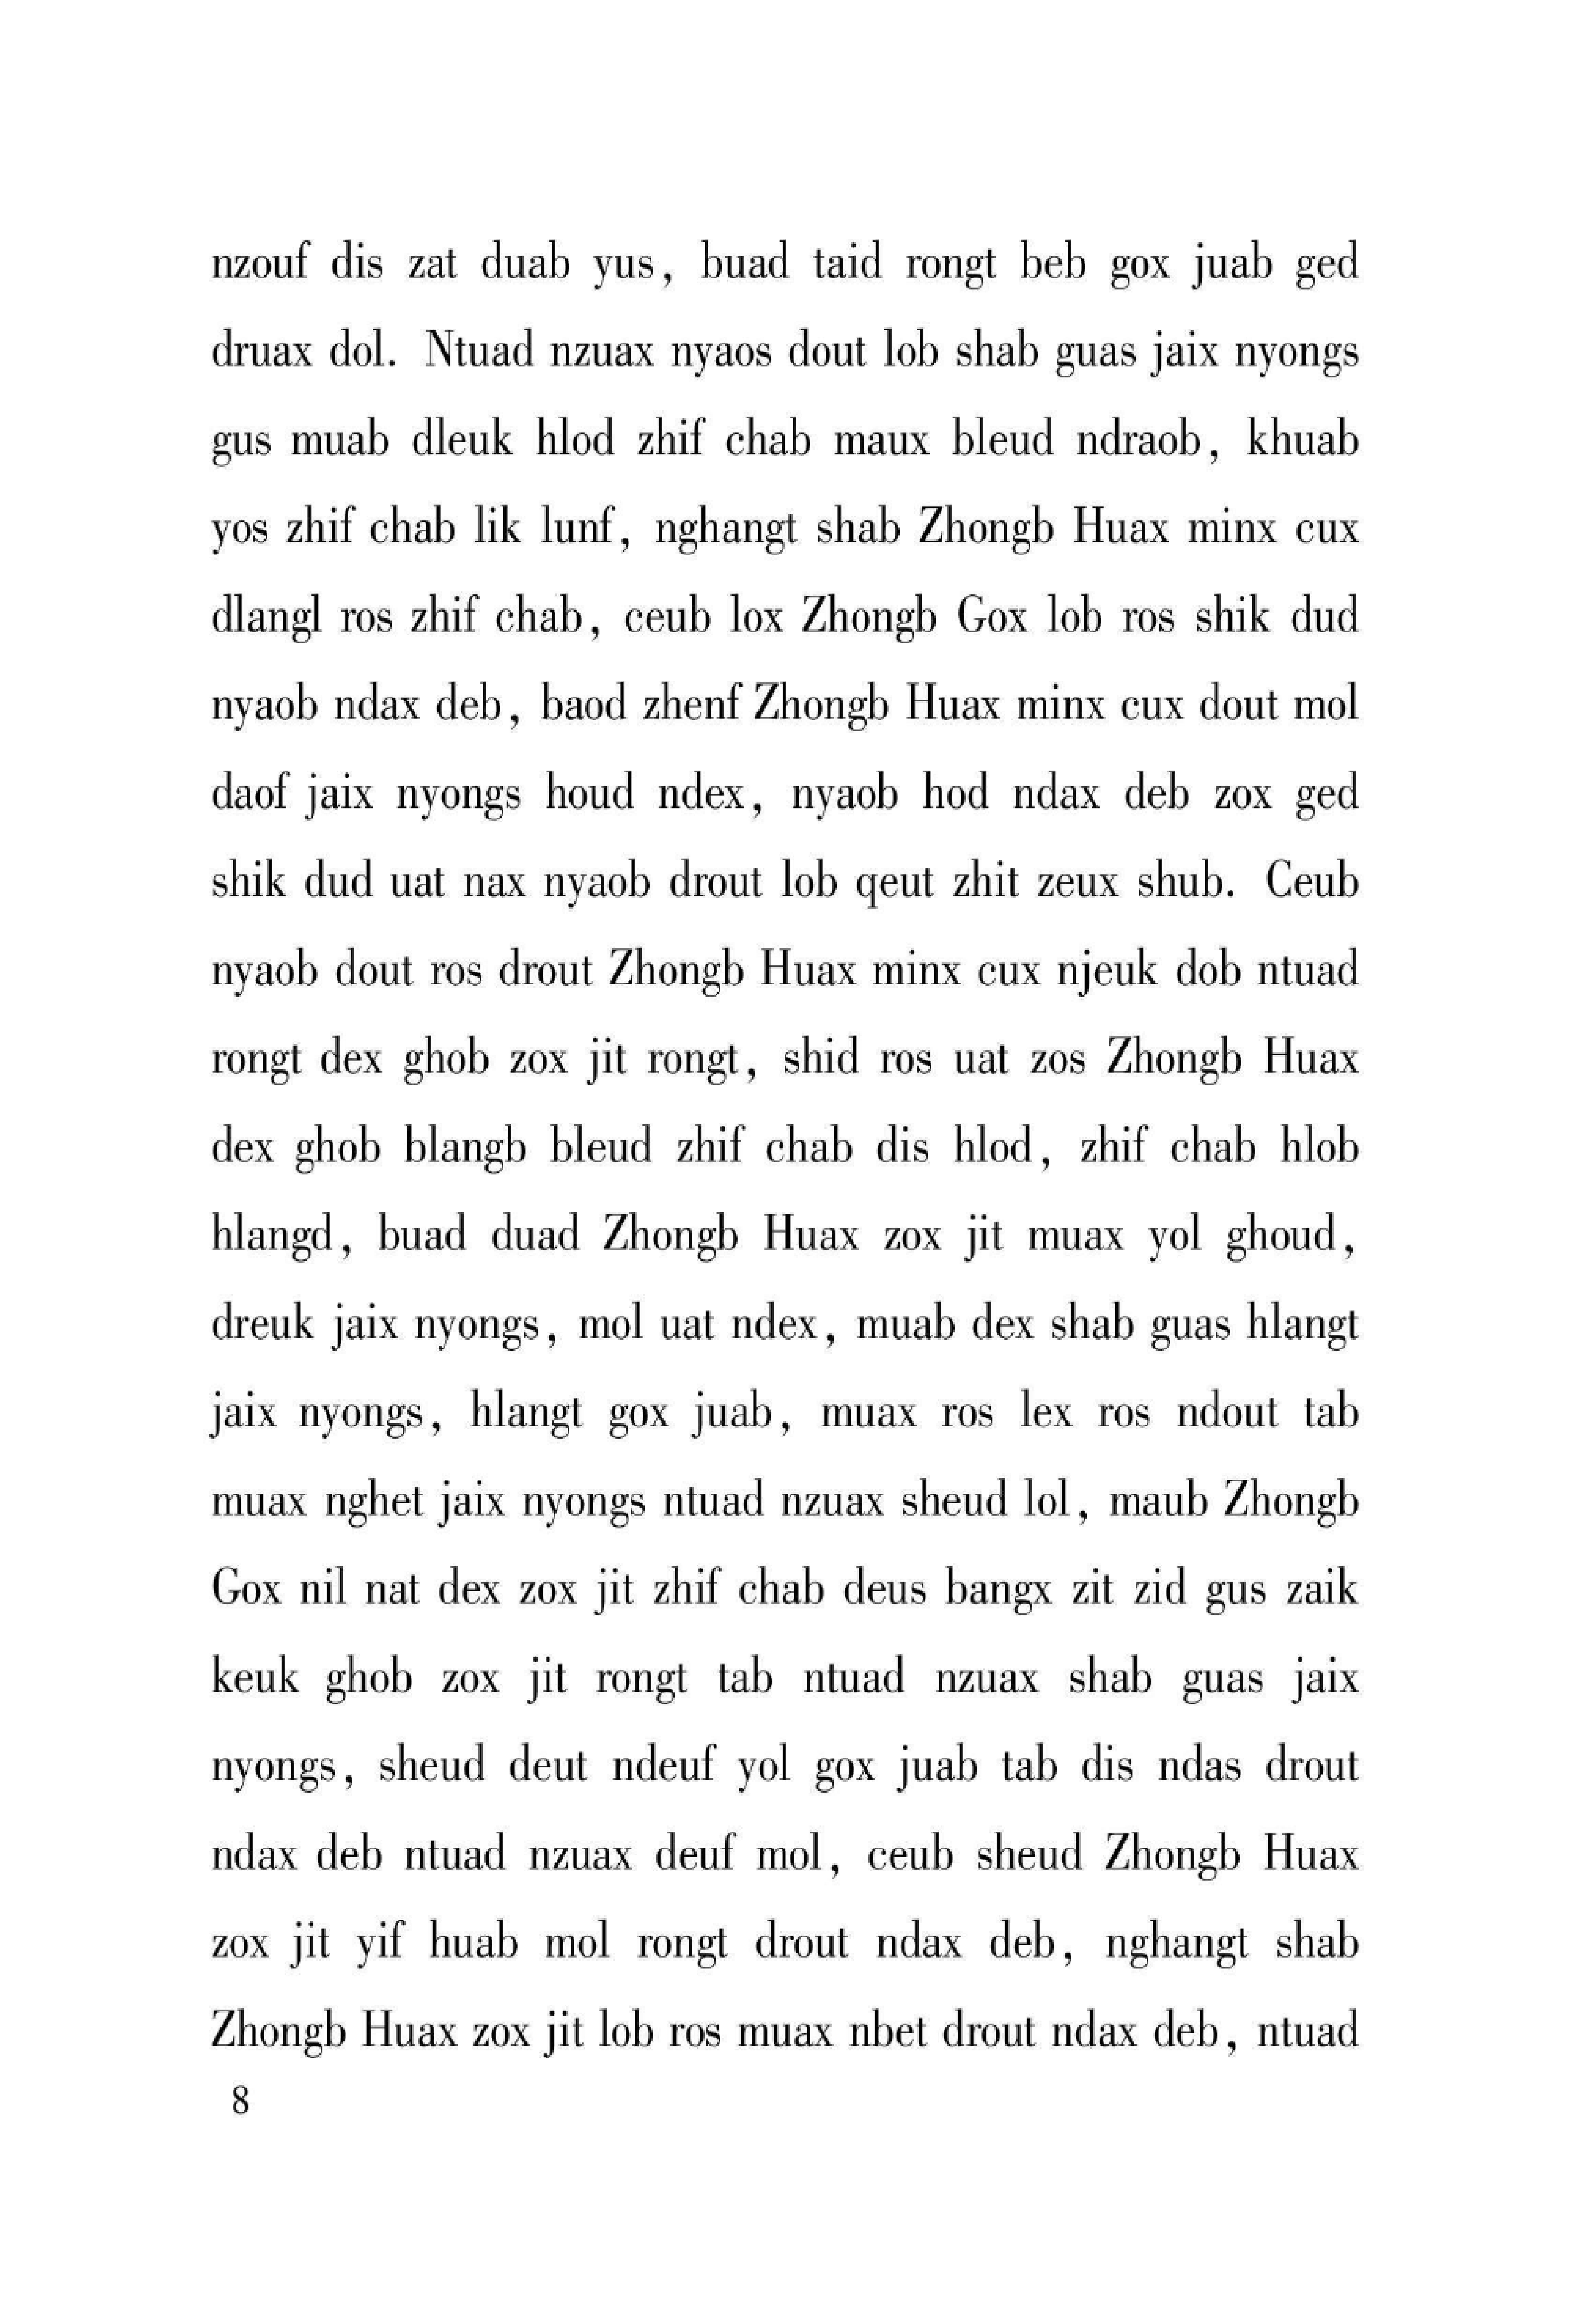 nzouf dis zat duab yus, buad taid rongt beb gox juab ged
druax dol. Ntuad nzuax nyaos dout lob shab guas jaix nyongs
gus muab dleuk hlod zhif chab maux bleud ndraob, khuab
yos zhif chab lik lunf, nghangt shab Zhongb Huax minx cux
dlangl ros zhif chab, ceub lox Zhongb Gox lob ros shik dud
nyaob ndax deb, baod zhenf Zhongb Huax minx cux dout mol
daof jaix nyongs houd ndex, nyaob hod ndax deb zox ged
shik dud uat nax nyaob drout lob qeut zhit zeux shub. Ceub
nyaob dout ros drout Zhongb Huax minx cux njeuk dob ntuad
rongt dex ghob zox jit rongt, shid ros uat zos Zhongb Huax
dex ghob blangb bleud zhif chab dis hlod, zhif chab hlob
hlangd, buad duad Zhongb Huax zox jit muax yol ghoud,
dreuk jaix nyongs, mol uat ndex, muab dex shab guas hlangt
jaix nyongs, hlangt gox juab, muax ros lex ros ndout tab
muax nghet jaix nyongs ntuad nzuax sheud lol, maub Zhongb
Gox nil nat dex zox jit zhif chab deus bangx zit zid gus zaik
keuk ghob zox jit rongt tab ntuad nzuax shab guas jaix
nyongs, sheud deut ndeuf yol gox juab tab dis ndas drout
ndax deb ntuad nzuax deuf mol, ceub sheud Zhongb Huax
zox jit yif huab mol rongt drout ndax deb, nghangt shab
Zhongb Huax zox jit lob ros muax nbet drout ndax deb, ntuad
8